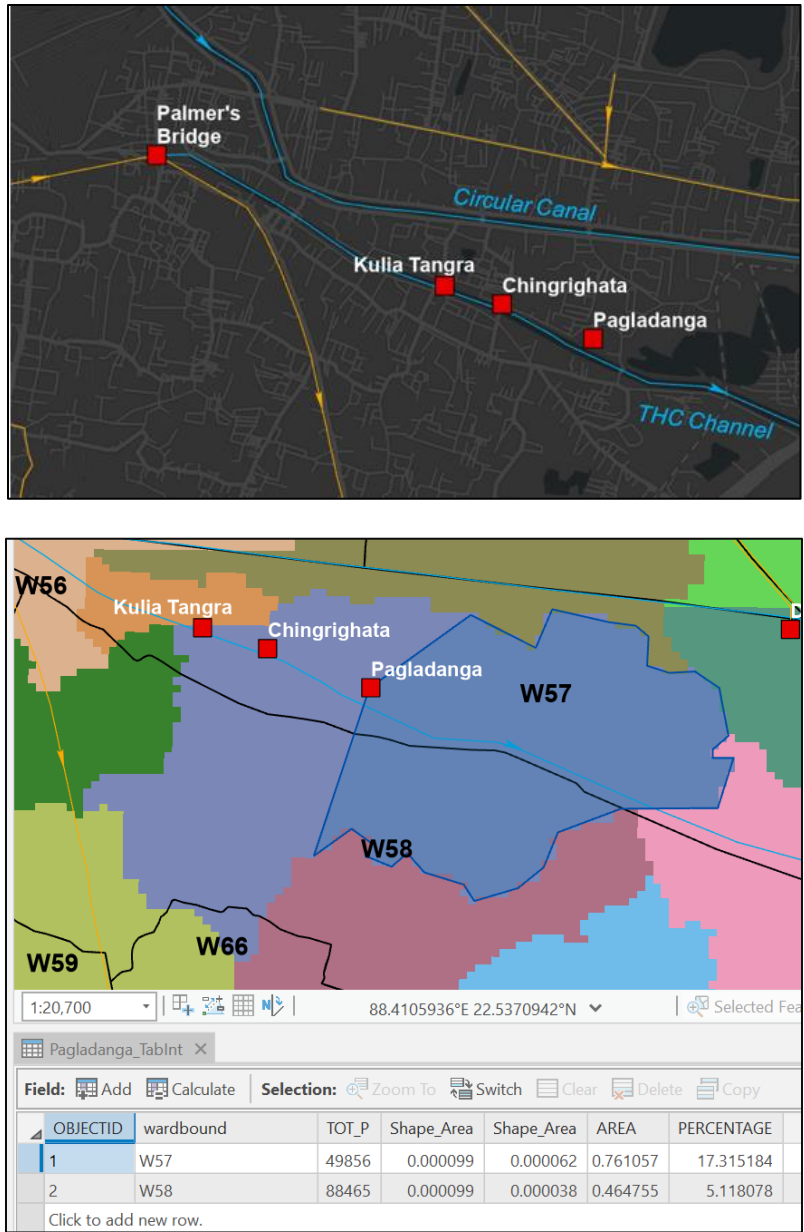 Palmer's
Bridge
Circular Canal
Kulia Tangra
Chingrighata
Pagladanga
THC Channel
W56
Kulia Tangra
Chingrighata
Pagladanga
W57
W58
W59
W66
1:20,700
88.4105936°E 22.5370942°N
Selected Fea
Pagladanga_TabInt
Field: Add Calculate Selection: Zoom To Switch Clear Delete Copy
OBJECTID wardbound TOT_P Shape_Area Shape_Area AREA PERCENTAGE
1 W57 49856 0.000099 0.000062 0.761057 17.315184
2 W58 88465 0.000099 0.000038 0.464755 5.118078
Click to add new row.